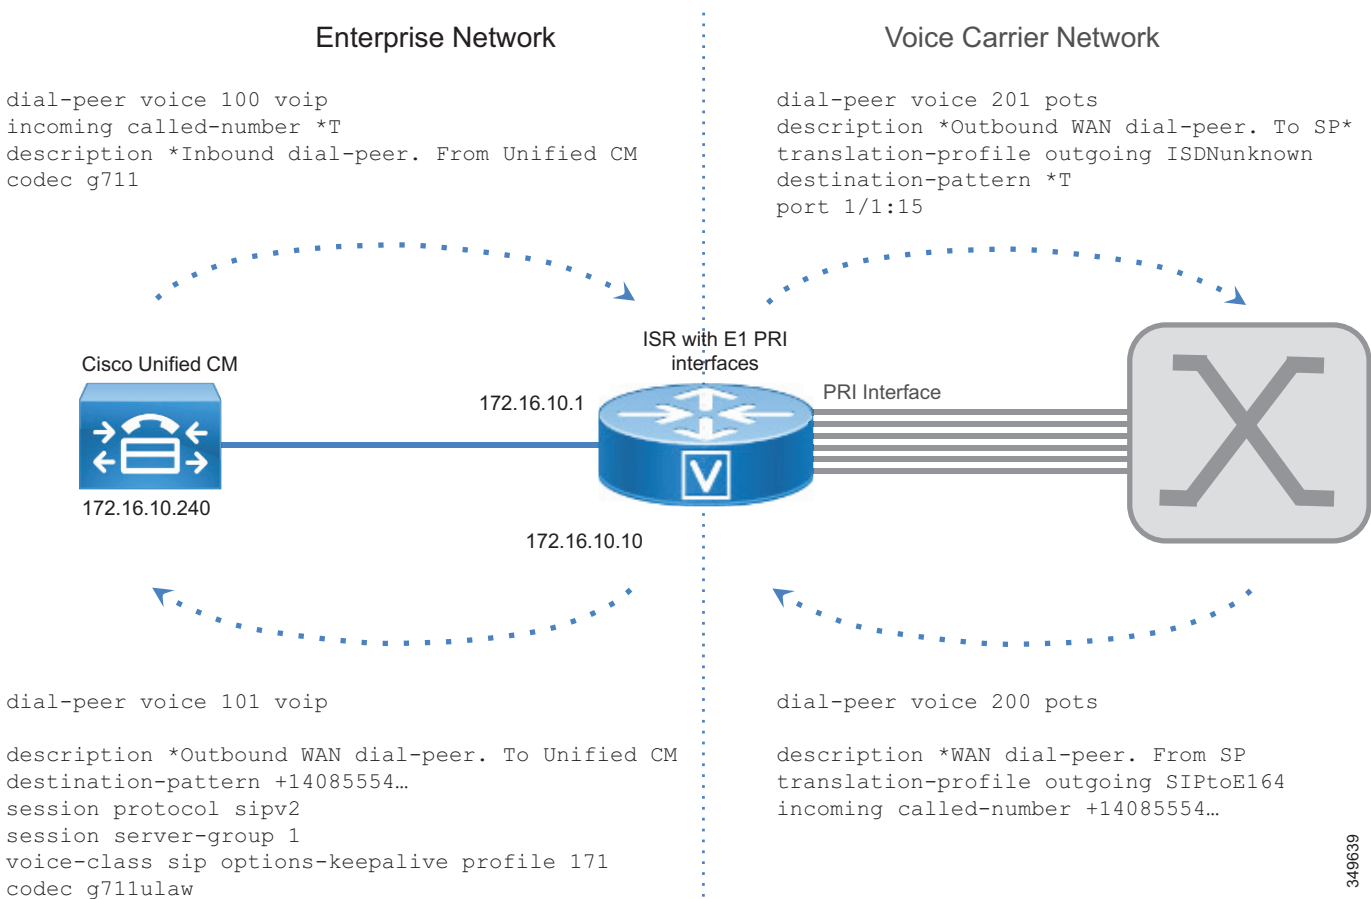 Enterprise Network
Voice Carrier Network
dial-peer voice 100 voip
incoming called-number *T
description *Inbound dial-peer. From Unified CM
codec g711
dial-peer voice 201 pots
description *Outbound WAN dial-peer. To SP*
translation-profile outgoing ISDNunknown
destination-pattern *T
port 1/1:15
ISR with E1 PRI
interfaces
Cisco Unified CM
172.16.10.1
PRI Interface
V
172.16.10.240
172.16.10.10
dial-peer voice 101 voip
description *Outbound WAN dial-peer. To Unified CM
destination-pattern +14085554…
session protocol sipv2
session server-group 1
voice-class sip options-keepalive profile 171
codec g711ulaw
dial-peer voice 200 pots
description *WAN dial-peer. From SP
translation-profile outgoing SIPtoE164
incoming called-number +14085554…
349639